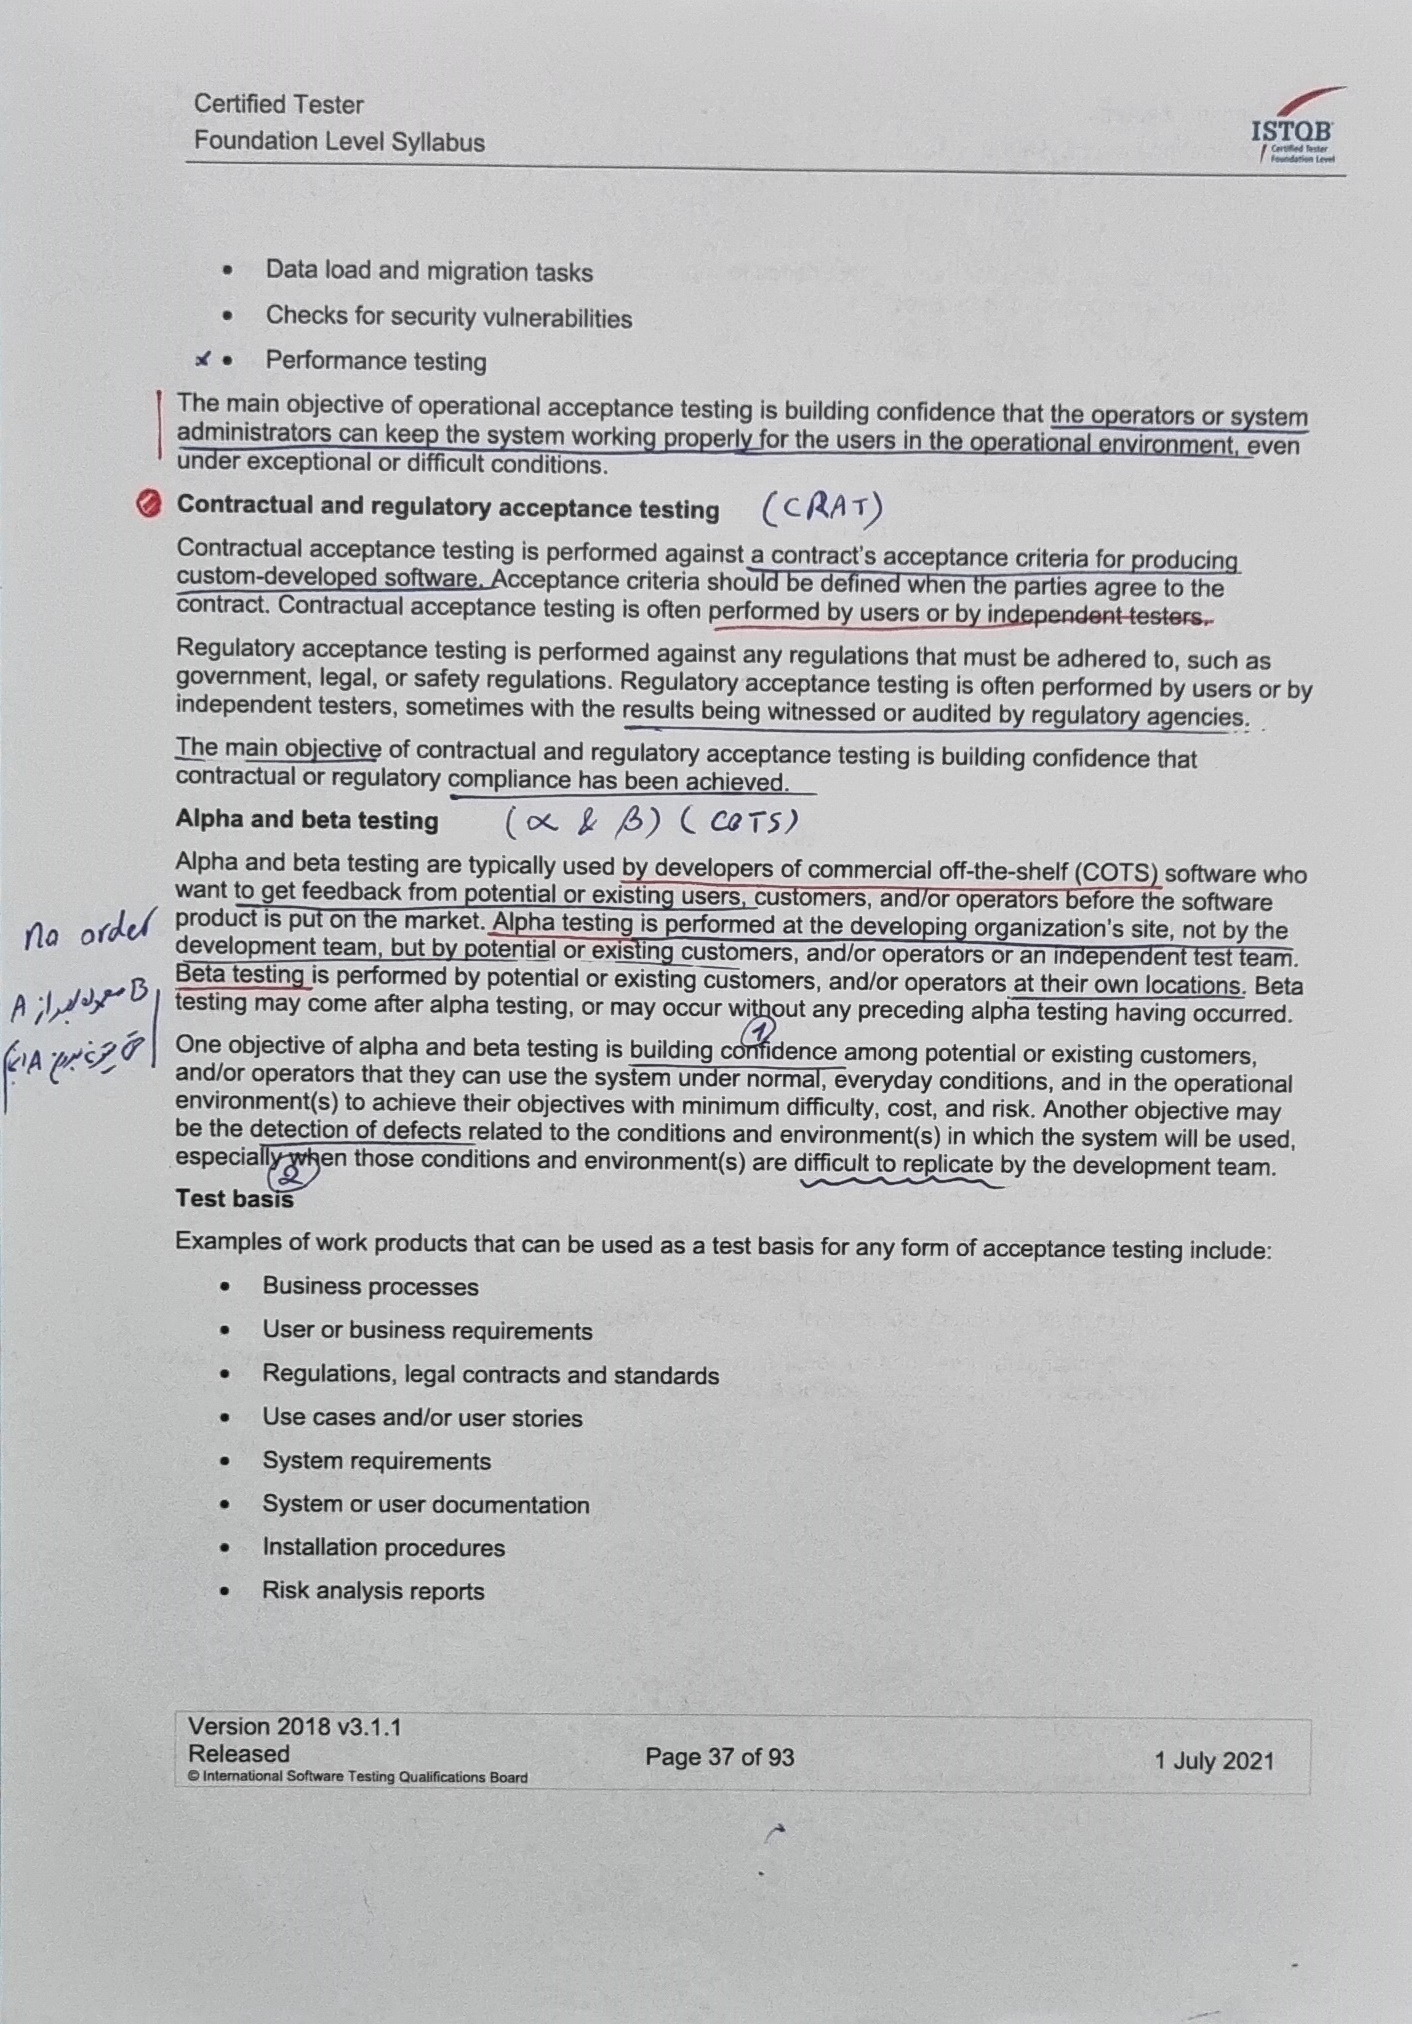 Certified Tester
Foundation Level Syllabus
ISTQB
Certified Tester
Foundation Level
• Data load and migration tasks
• Checks for security vulnerabilities
x • Performance testing
The main objective of operational acceptance testing is building confidence that the operators or system
administrators can keep the system working properly for the users in the operational environment, even
under exceptional or difficult conditions.
Contractual and regulatory acceptance testing (CRAT)
Contractual acceptance testing is performed against a contract's acceptance criteria for producing
custom-developed software. Acceptance criteria should be defined when the parties agree to the
contract. Contractual acceptance testing is often performed by users or by independent testers.
Regulatory acceptance testing is performed against any regulations that must be adhered to, such as
government, legal, or safety regulations. Regulatory acceptance testing is often performed by users or by
independent testers, sometimes with the results being witnessed or audited by regulatory agencies.
The main objective of contractual and regulatory acceptance testing is building confidence that
contractual or regulatory compliance has been achieved.
Alpha and beta testing (α & β) (COTS)
Alpha and beta testing are typically used by developers of commercial off-the-shelf (COTS) software who
want to get feedback from potential or existing users, customers, and/or operators before the software
product is put on the market. Alpha testing is performed at the developing organization's site, not by the
development team, but by potential or existing customers, and/or operators or an independent test team.
Beta testing is performed by potential or existing customers, and/or operators at their own locations. Beta
testing may come after alpha testing, or may occur without any preceding alpha testing having occurred.
no order
B از A
A
1
One objective of alpha and beta testing is building confidence among potential or existing customers,
and/or operators that they can use the system under normal, everyday conditions, and in the operational
environment(s) to achieve their objectives with minimum difficulty, cost, and risk. Another objective may
be the detection of defects related to the conditions and environment(s) in which the system will be used,
especially when those conditions and environment(s) are difficult to replicate by the development team.
2
Test basis
Examples of work products that can be used as a test basis for any form of acceptance testing include:
• Business processes
• User or business requirements
• Regulations, legal contracts and standards
• Use cases and/or user stories
• System requirements
• System or user documentation
• Installation procedures
• Risk analysis reports
Version 2018 v3.1.1
Released
© International Software Testing Qualifications Board
Page 37 of 93
1 July 2021